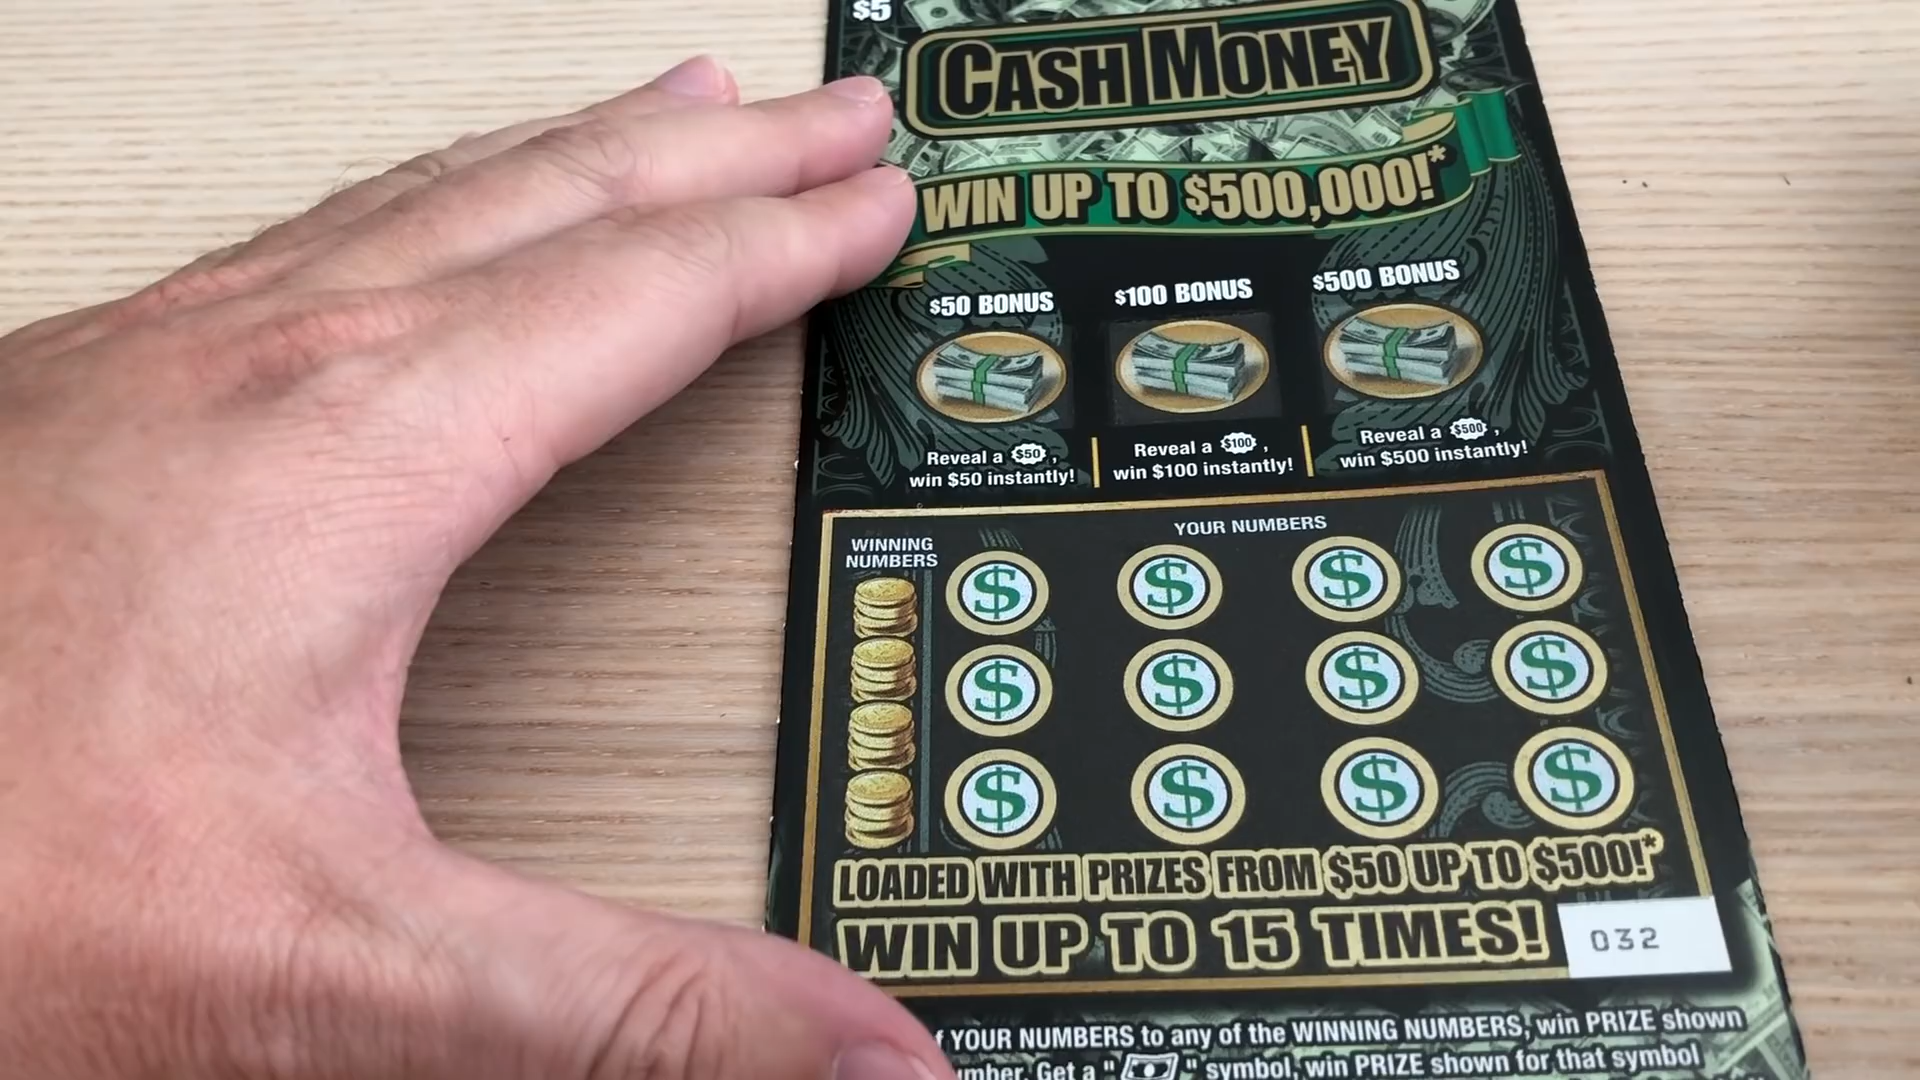 $5
CASH MONEY
WIN UP TO $500,000!*
$50 BONUS
$100 BONUS
$500 BONUS
Reveal a $50,
win $50 instantly!
Reveal a $100,
win $100 instantly!
Reveal a $500,
win $500 instantly!
YOUR NUMBERS
WINNING
NUMBERS
$ $ $ $
$ $ $ $
$ $ $ $
LOADED WITH PRIZES FROM $50 UP TO $500!*
WIN UP TO 15 TIMES!
032
YOUR NUMBERS to any of the WINNING NUMBERS, win PRIZE shown
Get a " " symbol, win PRIZE shown for that symbol